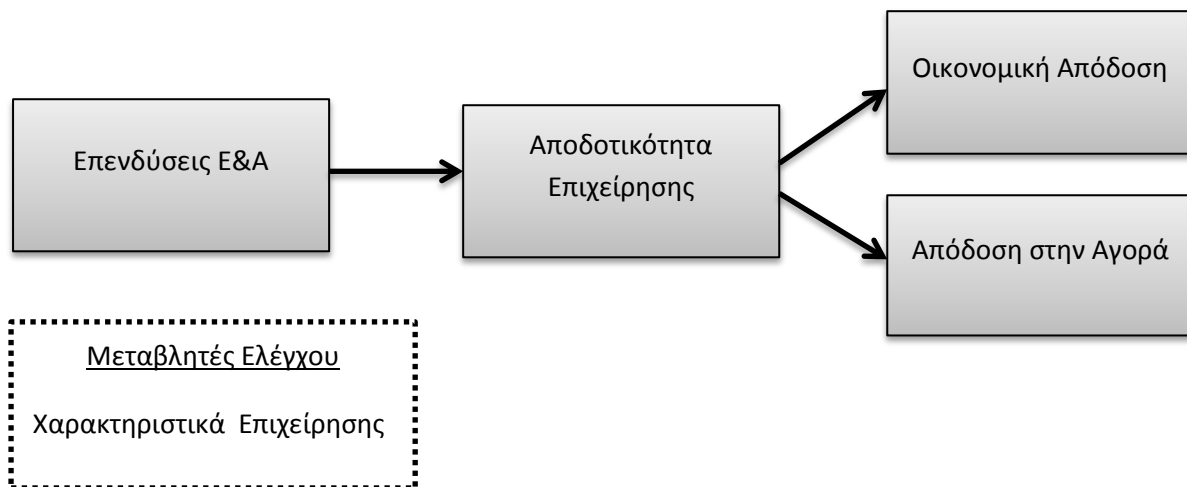 Οικονομική Απόδοση
Επενδύσεις Ε&Α
Αποδοτικότητα
Επιχείρησης
Απόδοση στην Αγορά
Μεταβλητές Ελέγχου
Χαρακτηριστικά Επιχείρησης